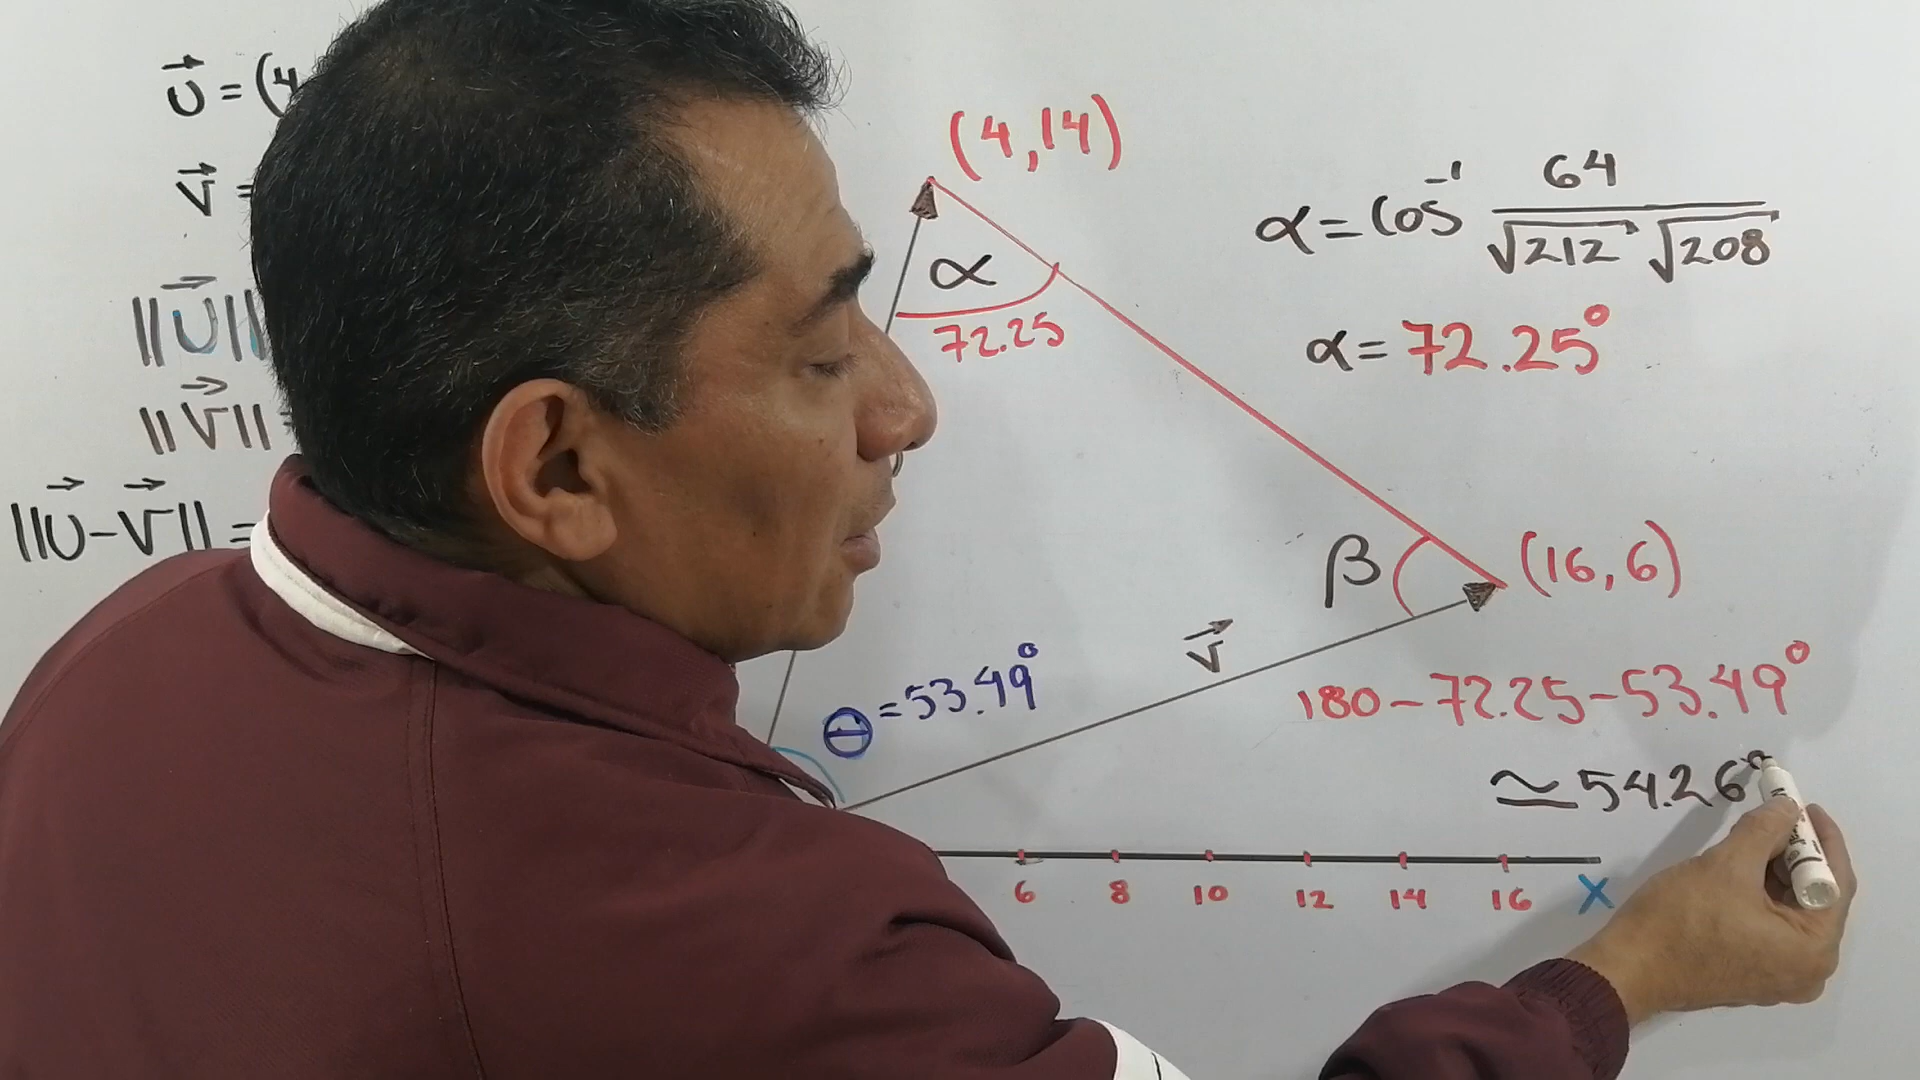 u⃗ = (4
v⃗ =
||u⃗||
||v⃗||
||u⃗ - v⃗|| =
(4,14)
α
72.25
α = Cos⁻¹ 64 / √212 √208
α = 72.25°
β
(16,6)
v⃗
θ = 53.49°
180 - 72.25 - 53.49°
≃ 54.26°
6 8 10 12 14 16 X